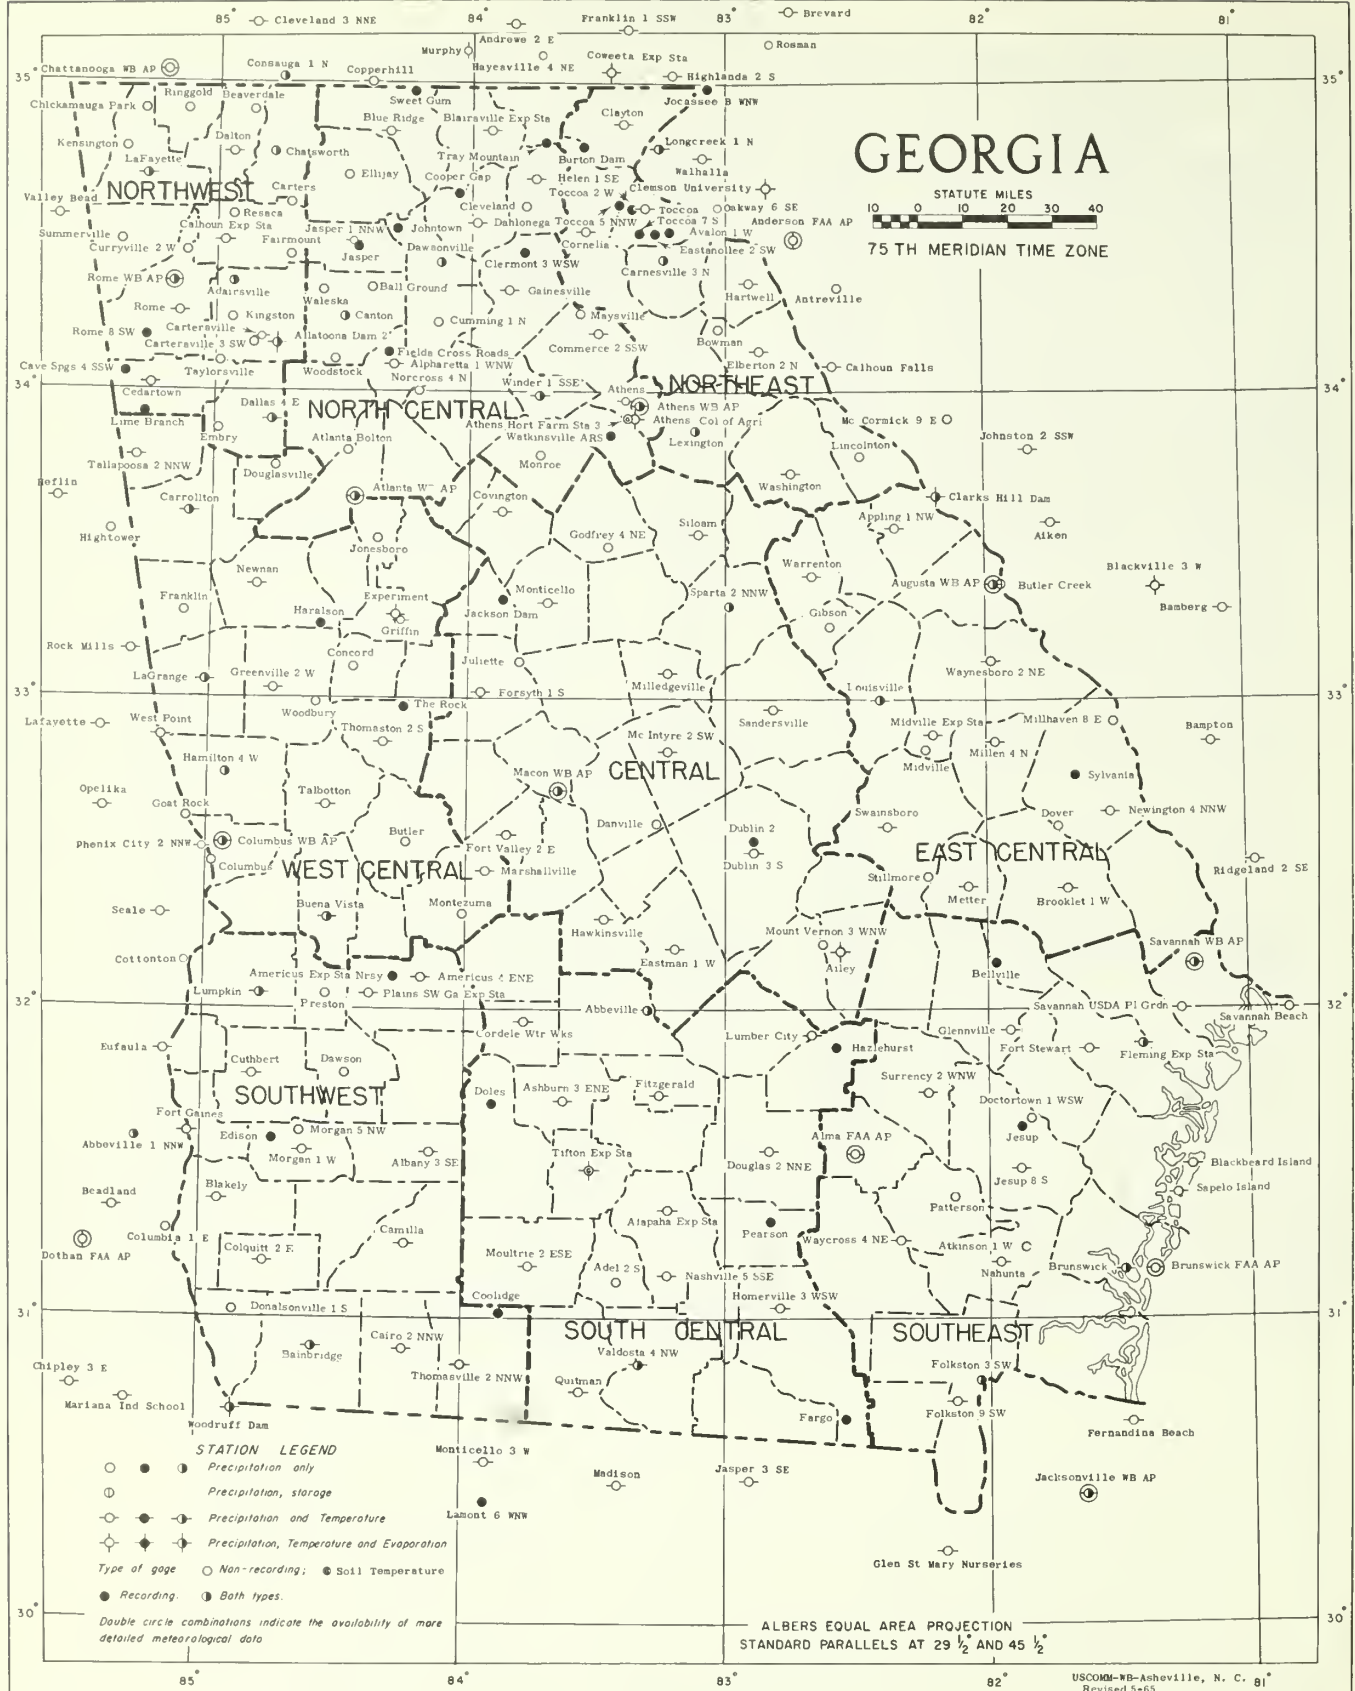 85°
Cleveland 3 NNE
84°
Franklin 1 SSW
83°
Brevard
82°
81°
Murphy
Andrews 2 E
Rosman
Hayesville 4 NE
Coweeta Exp Sta
Chattanooga WB AP
Consauga 1 N
Copperhill
Highlands 2 S
35°
35°
Chickamauga Park
Ringgold
Beaverdale
Sweet Gum
Jocassee 8 WNW
Blue Ridge
Blairsville Exp Sta
Clayton
Kensington
Dalton
Chatsworth
Tray Mountain
Burton Dam
Longcreek 1 N
Walhalla
GEORGIA
LaFayette
Ellijay
Cooper Gap
Helen 1 SE
Clemson University
STATUTE MILES
NORTHWEST
Carters
Toccoa 2 W
10 0 10 20 30 40
Valley Head
Resaca
Cleveland
Toccoa
Oakway 6 SE
Calhoun Exp Sta
Jasper 1 NNW
Johntown
Dahlonega
Toccoa 5 NNW
Toccoa 7 S
Anderson FAA AP
Summerville
Fairmount
Avalon 1 W
Curryville 2 W
Jasper
Dawsonville
Cornelia
Eastanollee 2 SW
75 TH MERIDIAN TIME ZONE
Clermont 3 WSW
Carnesville 3 N
Rome WB AP
Adairsville
Waleska
Ball Ground
Gainesville
Hartwell
Antreville
Rome
Kingston
Canton
Cumming 1 N
Maysville
Rome 8 SW
Cartersville
Allatoona Dam 2
Cartersville 3 SW
Commerce 2 SSW
Bowman
Cave Spgs 4 SSW
Taylorsville
Woodstock
Fields Cross Roads
Alpharetta 1 WNW
Elberton 2 N
Calhoun Falls
34°
34°
Cedartown
Norcross 4 N
Winder 1 SSE
Athens
NORTHEAST
Dallas 4 E
NORTH CENTRAL
Athens WB AP
Lime Branch
Embry
Athens Hort Farm Sta 3
Athens Col of Agri
Mc Cormick 9 E
Atlanta Bolton
Watkinsville ARS
Lexington
Lincolnton
Johnston 2 SSW
Tallapoosa 2 NNW
Douglasville
Monroe
Heflin
Washington
Carrollton
Atlanta WB AP
Covington
Clarks Hill Dam
Hightower
Jonesboro
Godfrey 4 NE
Siloam
Appling 1 NW
Aiken
Newnan
Warrenton
Blackville 3 W
Augusta WB AP
Butler Creek
Franklin
Haralson
Experiment
Monticello
Jackson Dam
Sparta 2 NNW
Bamberg
Griffin
Gibson
Rock Mills
Concord
Juliette
LaGrange
Greenville 2 W
Milledgeville
Waynesboro 2 NE
33°
33°
Woodbury
The Rock
Forsyth 1 S
Louisville
Lafayette
West Point
Thomaston 2 S
Sandersville
Midville Exp Sta
Millhaven 8 E
Bampton
Mc Intyre 2 SW
Millen 4 N
Hamilton 4 W
Macon WB AP
CENTRAL
Midville
Sylvania
Opelika
Talbotton
Goat Rock
Danville
Swainsboro
Dover
Newington 4 NNW
Phenix City 2 NNW
Columbus WB AP
Butler
Dublin 2
Columbus
Fort Valley 2 E
Dublin 3 S
EAST CENTRAL
Ridgeland 2 SE
WEST CENTRAL
Marshallville
Stillmore
Metter
Brooklet 1 W
Seale
Buena Vista
Montezuma
Hawkinsville
Mount Vernon 3 WNW
Cottonton
Eastman 1 W
Ailey
Savannah WB AP
Americus Exp Sta Nrsy
Americus 4 ENE
Bellville
Lumpkin
Preston
Plains SW Ga Exp Sta
Abbeville
Savannah USDA Pl Grdn
32°
32°
Savannah Beach
Cordele Wtr Wks
Lumber City
Glennville
Eufaula
Hazlehurst
Fort Stewart
Fleming Exp Sta
Cuthbert
Dawson
SOUTHWEST
Doles
Ashburn 3 ENE
Fitzgerald
Surrency 2 WNW
Doctortown 1 WSW
Fort Gaines
Abbeville 1 NNW
Edison
Morgan 5 NW
Alma FAA AP
Jesup
Morgan 1 W
Albany 3 SE
Tifton Exp Sta
Douglas 2 NNE
Blackbeard Island
Headland
Blakely
Jesup 8 S
Sapelo Island
Patterson
Columbia 1 E
Camilla
Alapaha Exp Sta
Pearson
Waycross 4 NE
Dothan FAA AP
Colquitt 2 E
Moultrie 2 ESE
Atkinson 1 W
Adel 2 S
Nashville 5 SSE
Nahunta
Brunswick
Brunswick FAA AP
Donalsonville 1 S
Coolidge
Homerville 3 WSW
31°
31°
SOUTH CENTRAL
SOUTHEAST
Chipley 3 E
Bainbridge
Cairo 2 NNW
Valdosta 4 NW
Folkston 3 SW
Thomasville 2 NNW
Quitman
Mariana Ind School
Woodruff Dam
Fargo
Folkston 9 SW
Fernandina Beach
STATION LEGEND
Monticello 3 W
Precipitation only
Madison
Jasper 3 SE
Jacksonville WB AP
Precipitation, storage
Precipitation and Temperature
Lamont 6 WNW
Precipitation, Temperature and Evaporation
Type of gage Non-recording; Soil Temperature
Glen St Mary Nurseries
Recording. Both types.
30°
30°
Double circle combinations indicate the availability of more
detailed meteorological data
ALBERS EQUAL AREA PROJECTION
STANDARD PARALLELS AT 29 ½° AND 45 ½°
85°
84°
83°
82°
USCOMM-WB-Asheville, N. C.
81°
Revised 5-65